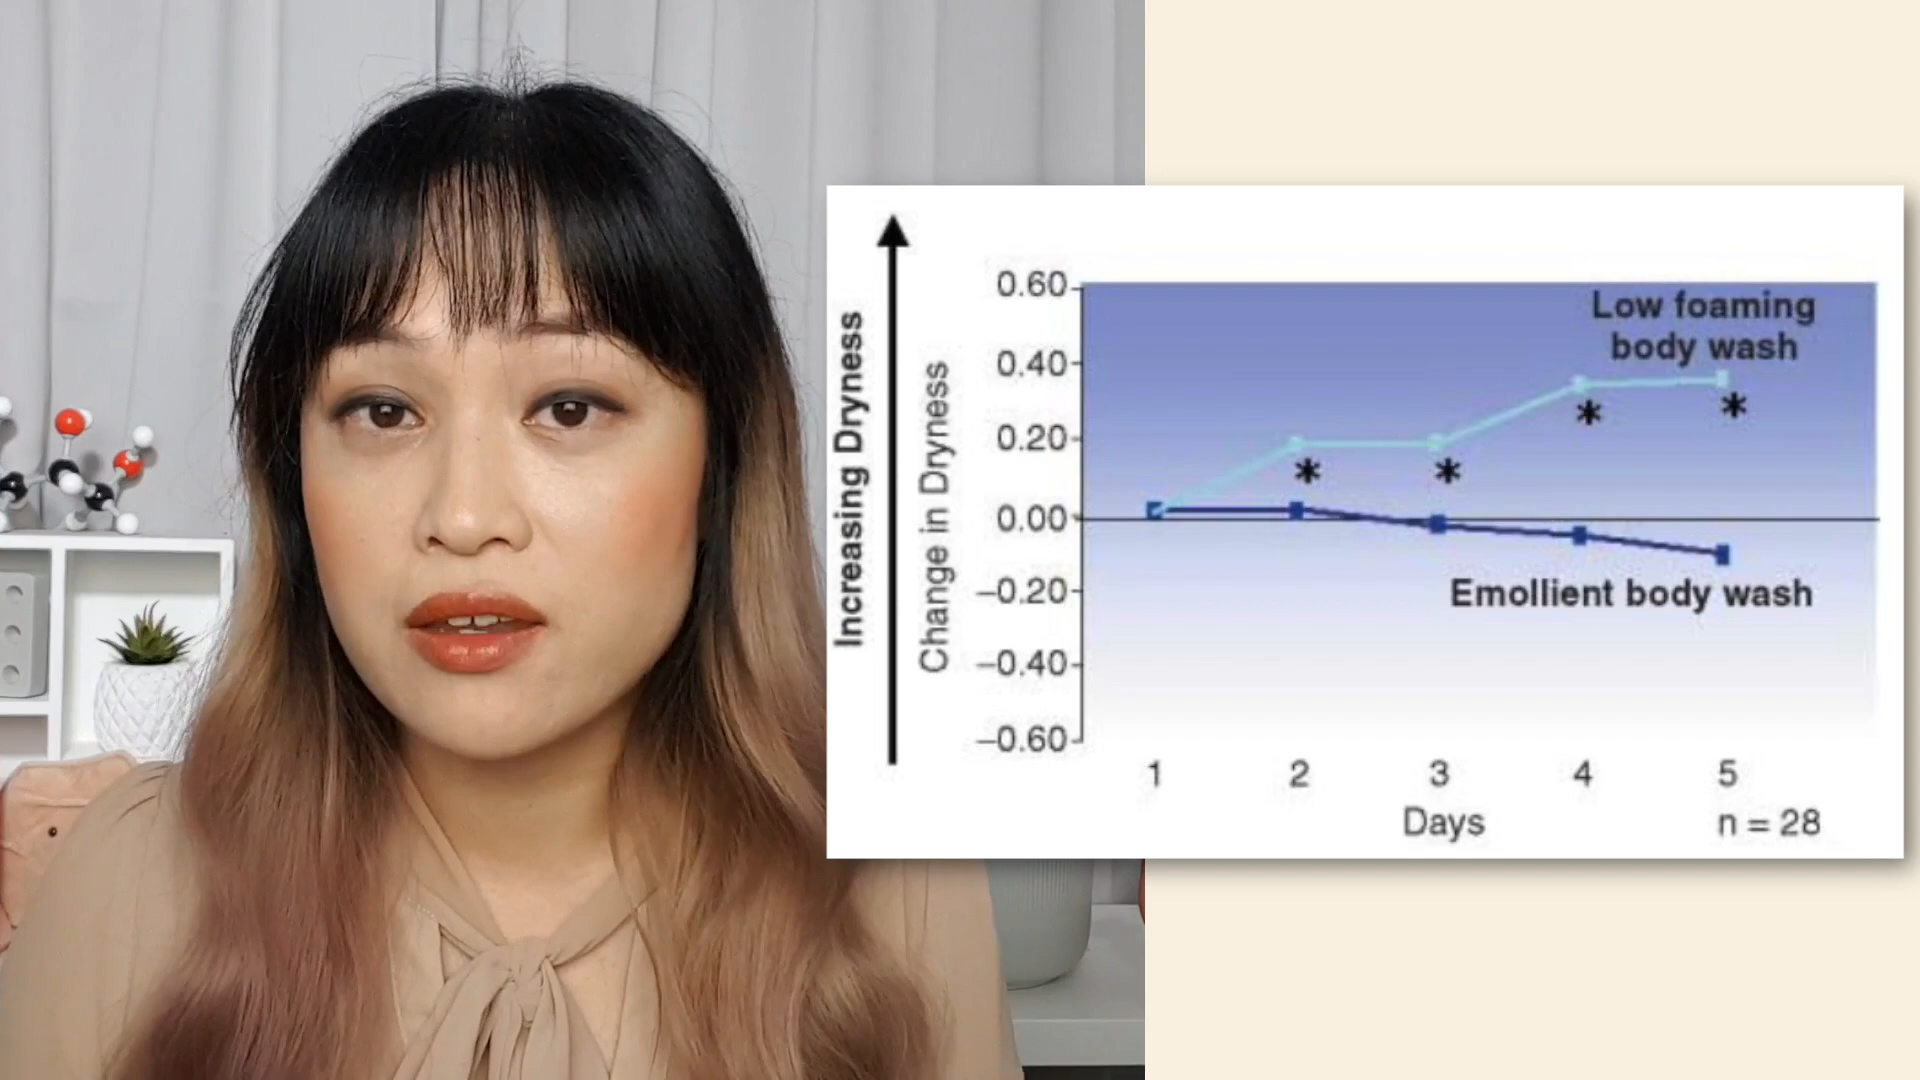 Increasing Dryness
Change in Dryness
0.60
0.40
0.20
0.00
−0.20
−0.40
−0.60
Low foaming
body wash
*
*
*
*
Emollient body wash
1 2 3 4 5
Days
n = 28